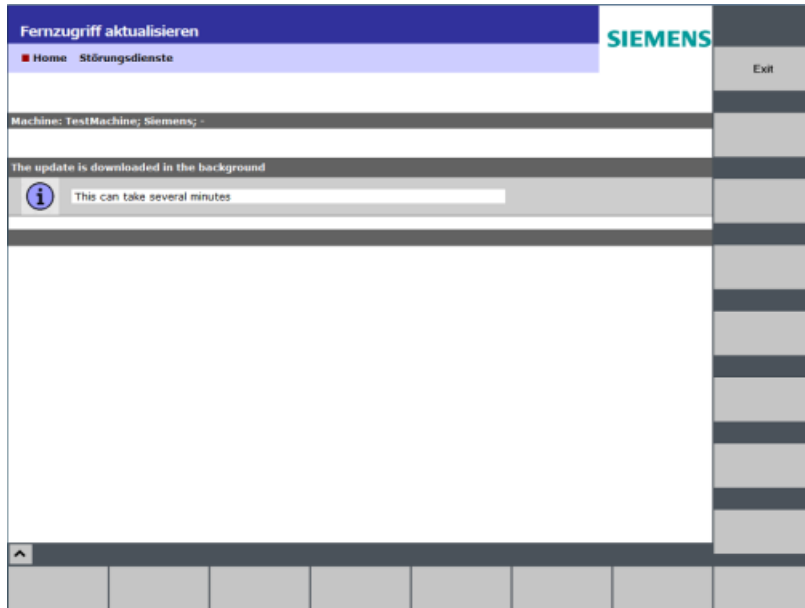 Fernzugriff aktualisieren
SIEMENS
Home Störungsdienste
Exit
Machine: TestMachine; Siemens; -
The update is downloaded in the background
This can take several minutes